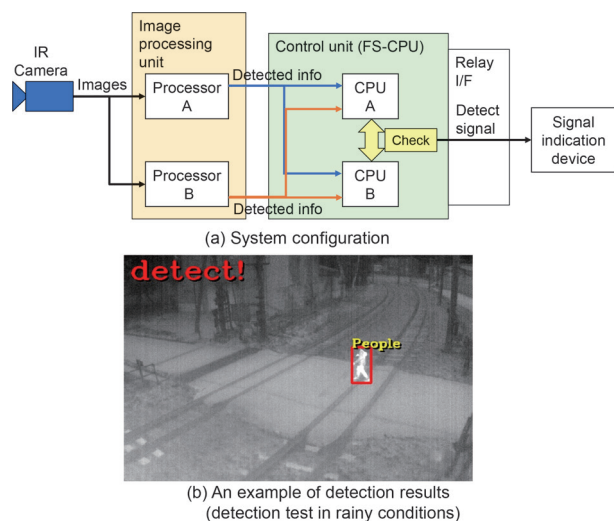 IR
Camera
Images
Image
processing
unit
Processor
A
Processor
B
Detected info
Detected info
Control unit (FS-CPU)
CPU
A
Check
CPU
B
Relay
I/F
Detect
signal
Signal
indication
device
(a) System configuration
detect!
People
(b) An example of detection results
(detection test in rainy conditions)